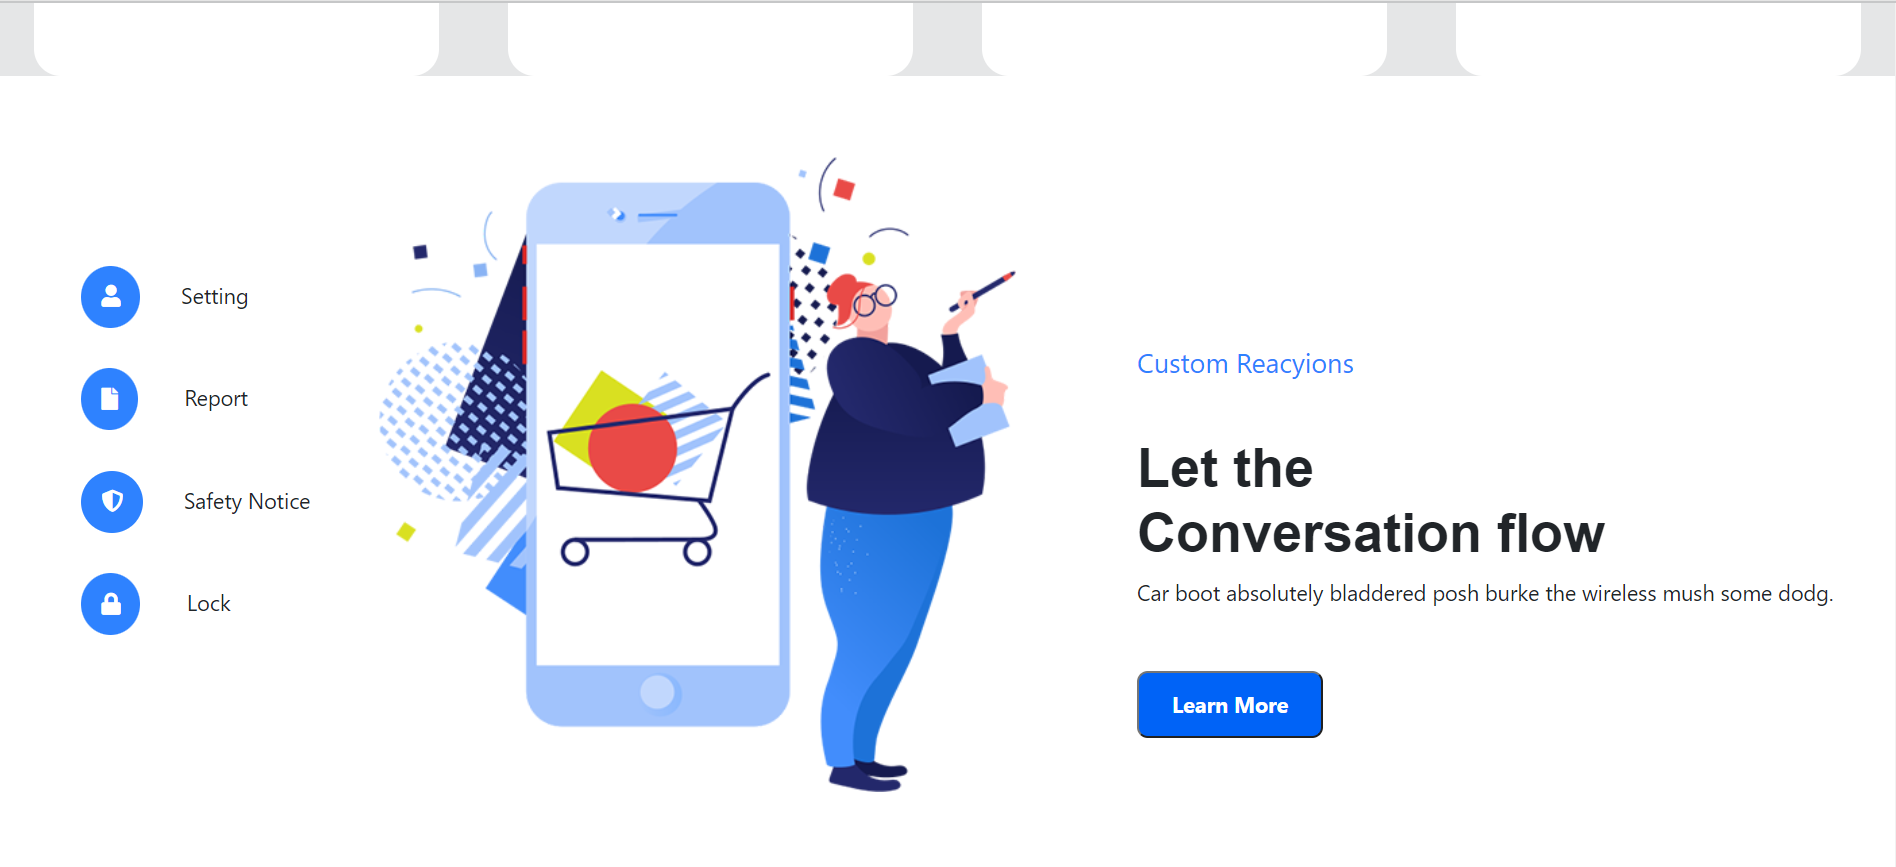 Setting
Report
Safety Notice
Lock
Custom Reacyions
Let the
Conversation flow
Car boot absolutely bladdered posh burke the wireless mush some dodg.
Learn More